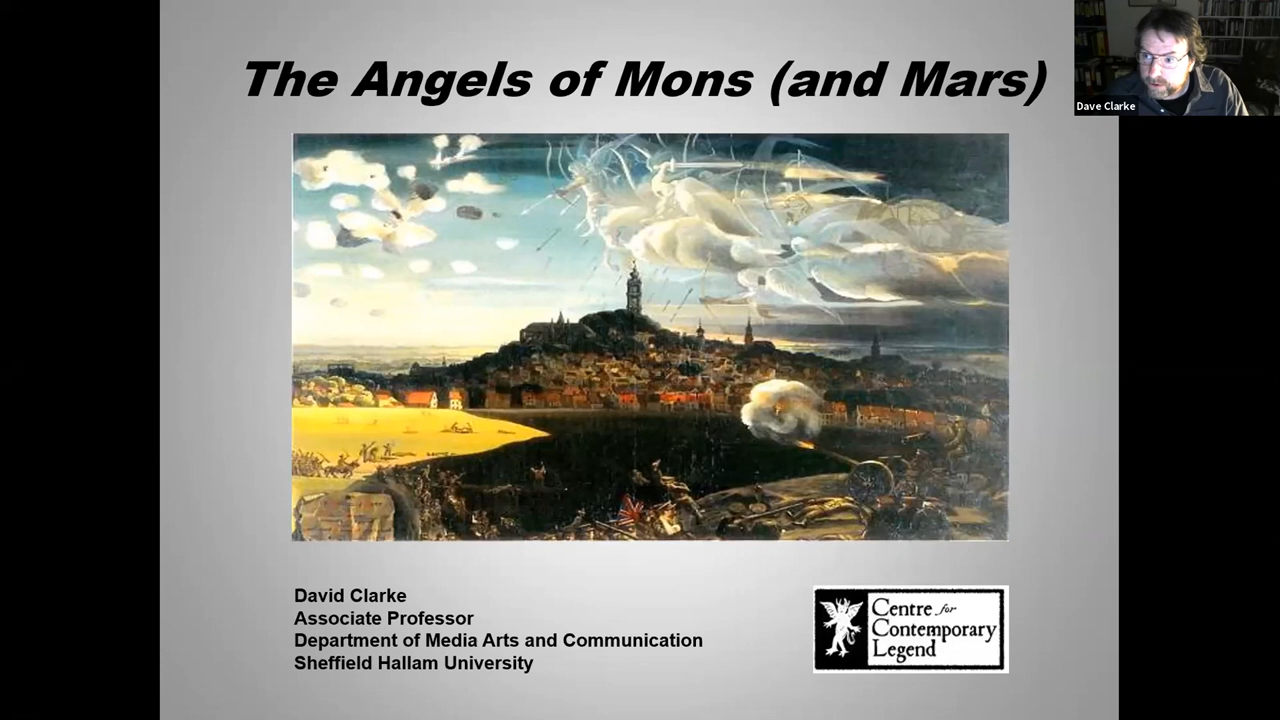 The Angels of Mons (and Mars)
Dave Clarke
David Clarke
Associate Professor
Department of Media Arts and Communication
Sheffield Hallam University
Centre for
Contemporary
Legend